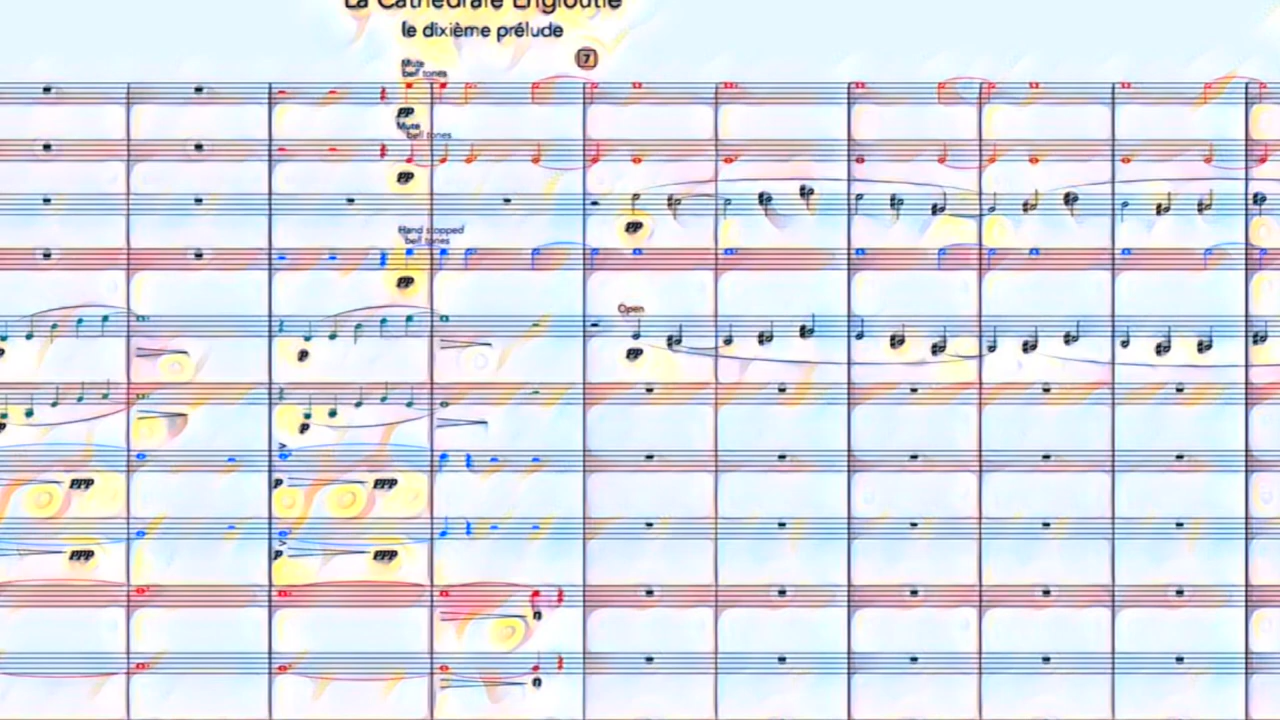 La Cathédrale Engloutie
le dixième prélude
7
Mute
bell tones
pp
Mute
bell tones
pp
pp
Hand stopped
bell tones
pp
Open
p p pp
p p
p ppp p ppp
ppp p ppp
n
n